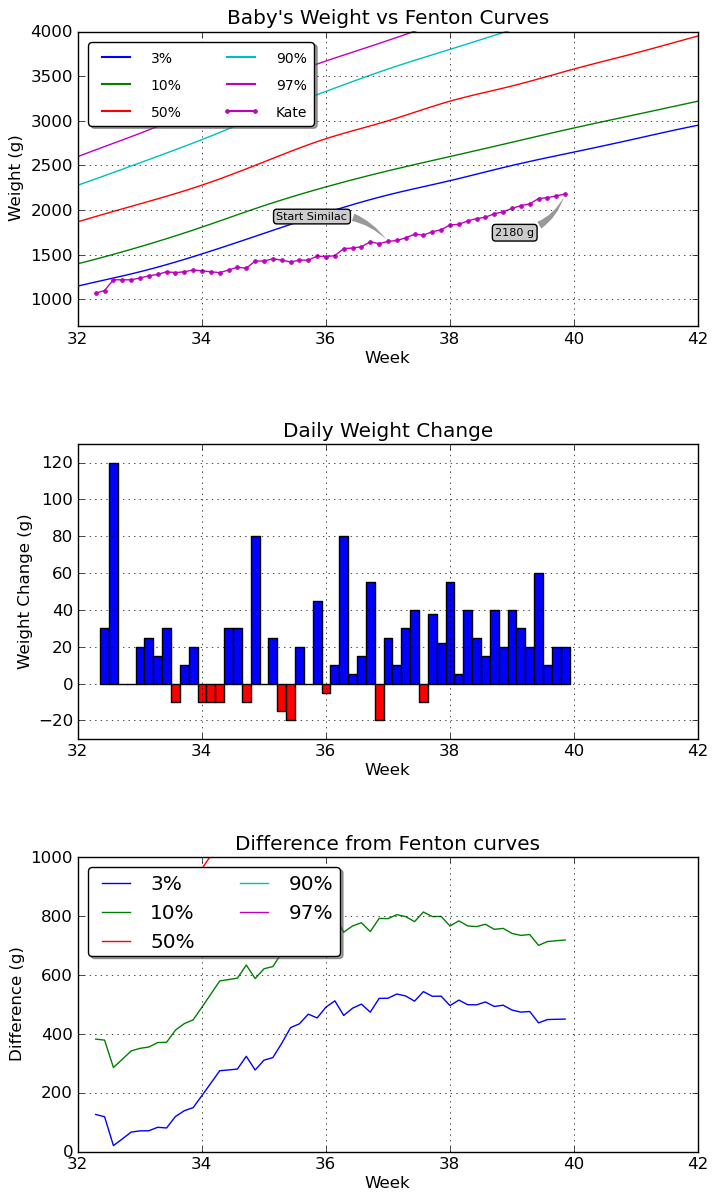 Baby's Weight vs Fenton Curves
4000
3500
3000
2500
2000
1500
1000
Weight (g)
3%
10%
50%
90%
97%
Kate
Start Similac
2180 g
32 34 36 38 40 42
Week
Daily Weight Change
120
100
80
60
40
20
0
−20
Weight Change (g)
32 34 36 38 40 42
Week
Difference from Fenton curves
1000
800
600
400
200
0
Difference (g)
3%
10%
50%
90%
97%
32 34 36 38 40 42
Week